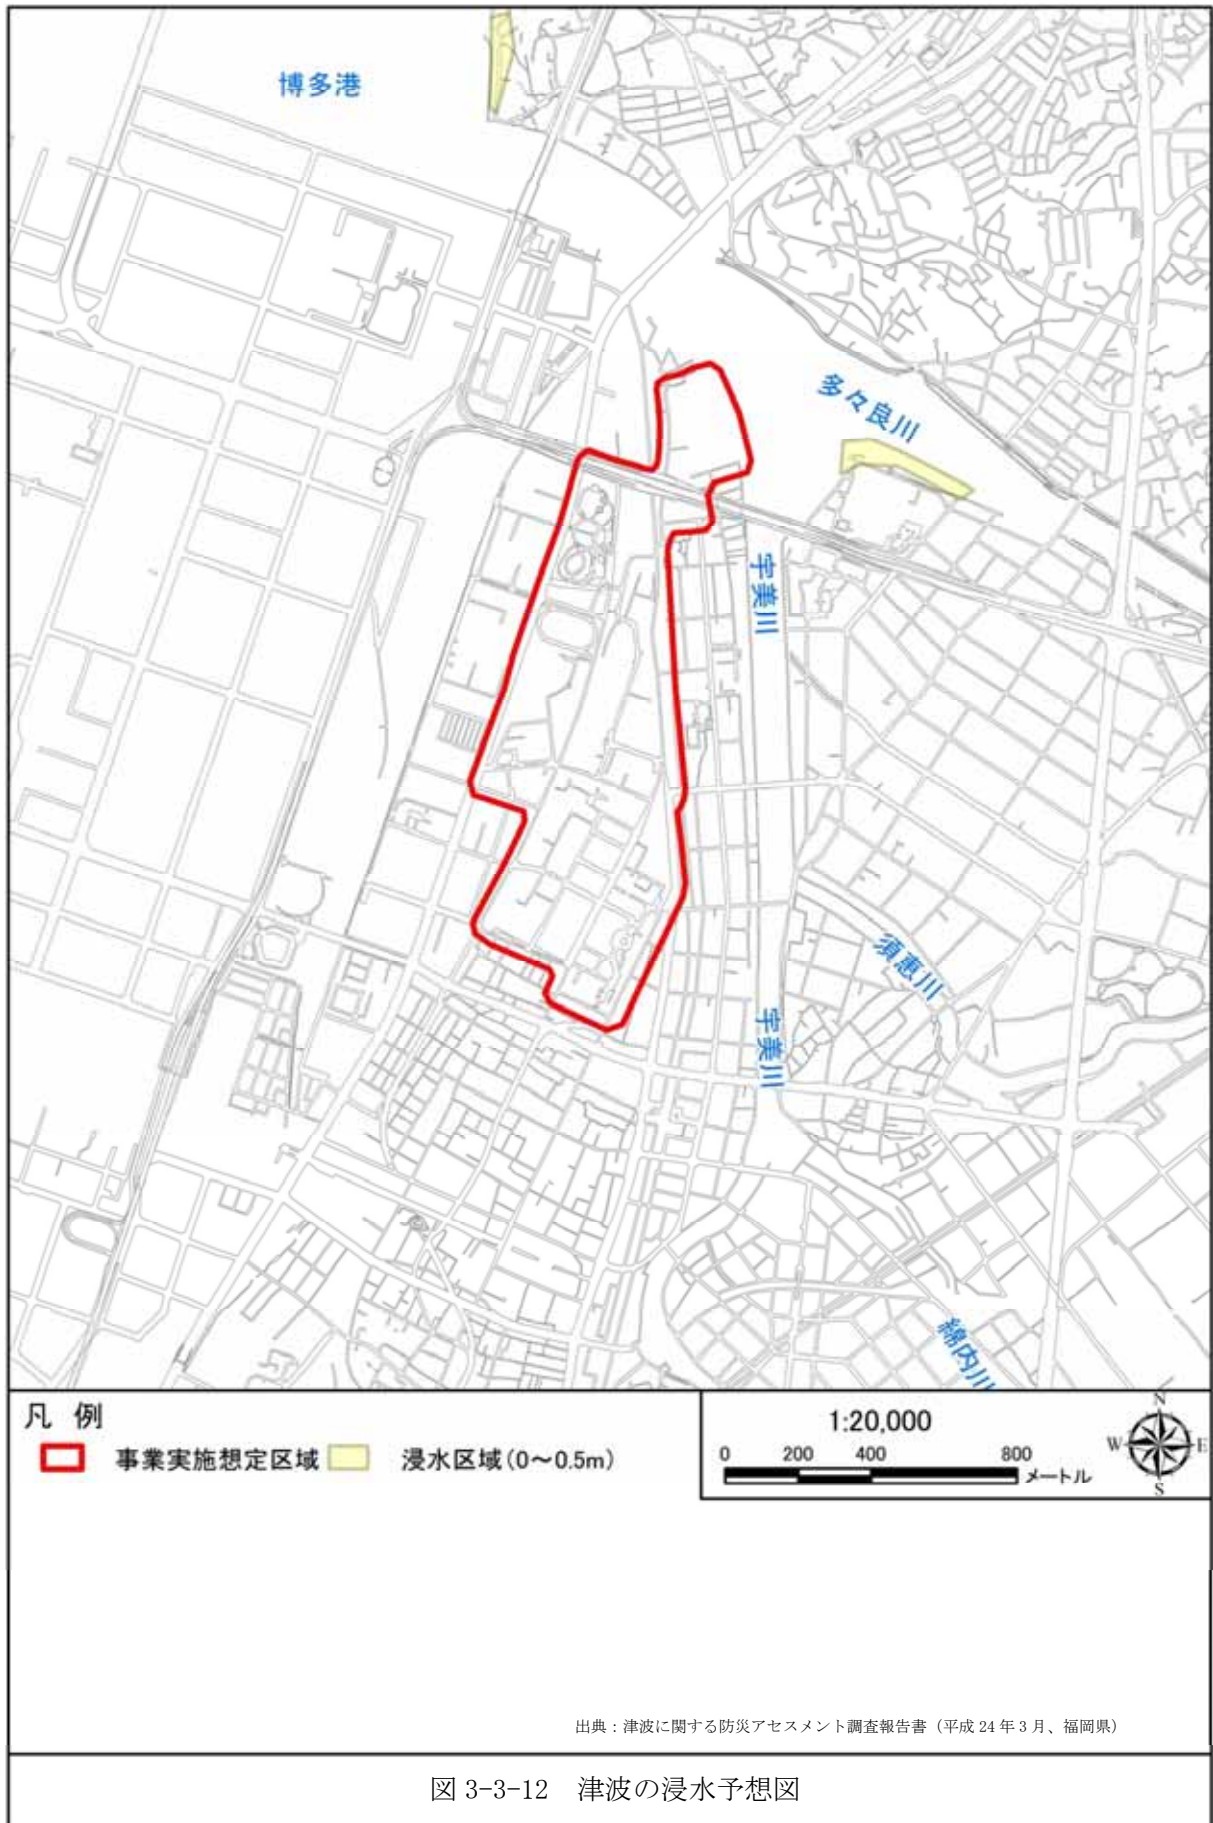 博多港
多々良川
宇美川
須恵川
宇美川
綿内川
凡 例
事業実施想定区域
浸水区域(0～0.5m)
1:20,000
0 200 400 800
メートル
N
W E
S
出典：津波に関する防災アセスメント調査報告書（平成 24 年 3 月、福岡県）
図 3-3-12　津波の浸水予想図